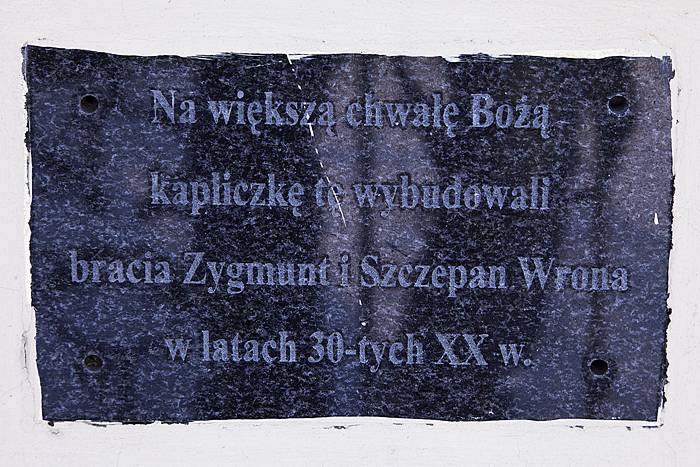 Na większą chwałę Bożą
kapliczkę tę wybudowali
bracia Zygmunt i Szczepan Wrona
w latach 30-tych XX w.